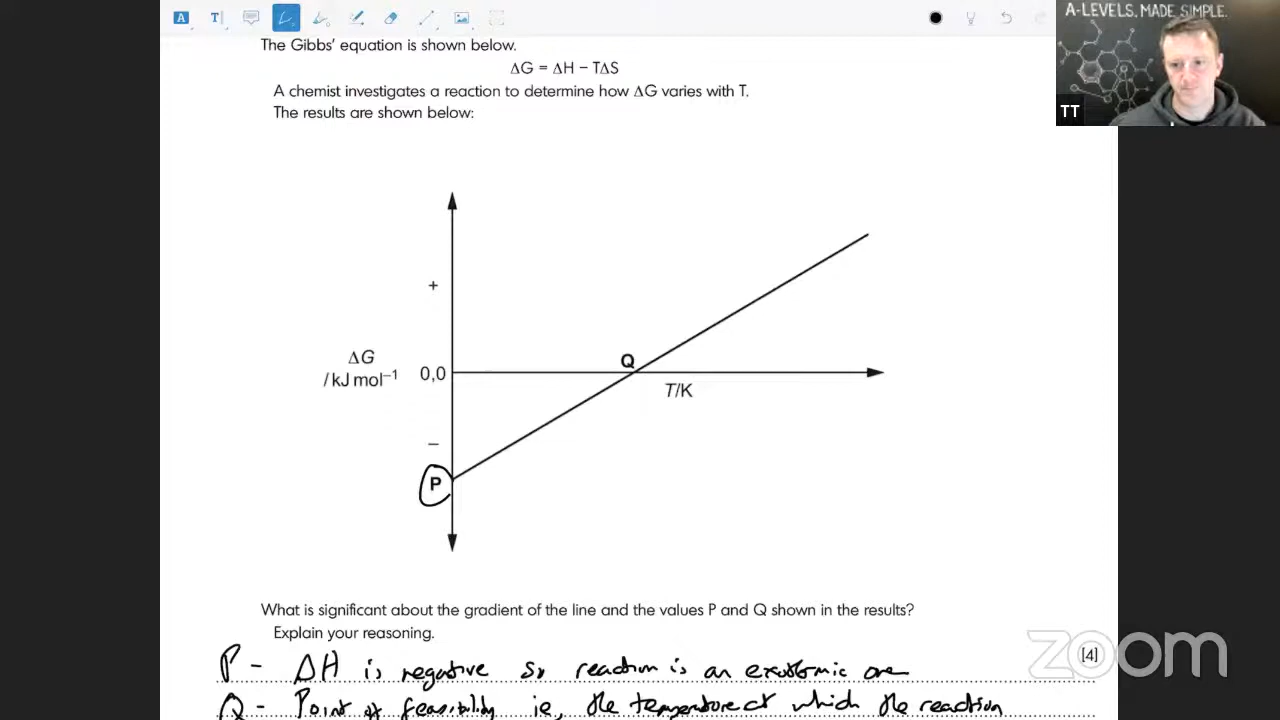 A-LEVELS. MADE SIMPLE.
TT
The Gibbs' equation is shown below.
ΔG = ΔH − TΔS
A chemist investigates a reaction to determine how ΔG varies with T.
The results are shown below:
+
Q
ΔG
/kJ mol⁻¹
0,0
T/K
−
P
What is significant about the gradient of the line and the values P and Q shown in the results?
Explain your reasoning.
zoom
[4]
P - ΔH is negative so reaction is an exothermic one
Q - Point of feasibility ie, the temperature at which the reaction